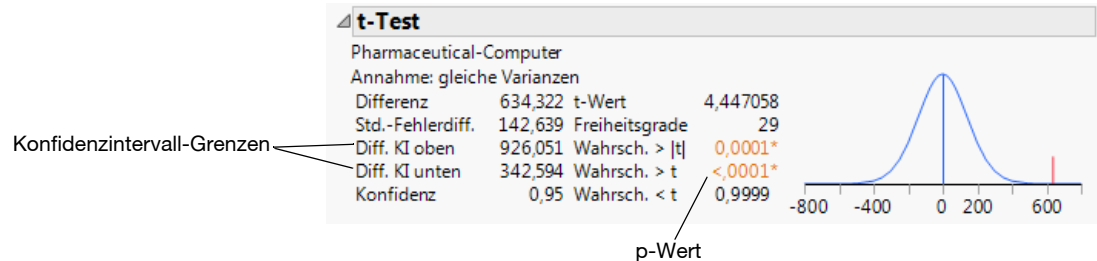 t-Test
Pharmaceutical-Computer
Annahme: gleiche Varianzen
Differenz 634,322 t-Wert 4,447058
Std.-Fehlerdiff. 142,639 Freiheitsgrade 29
Diff. KI oben 926,051 Wahrsch. > |t| 0,0001*
Diff. KI unten 342,594 Wahrsch. > t <,0001*
Konfidenz 0,95 Wahrsch. < t 0,9999
Konfidenzintervall-Grenzen
p-Wert
-800 -400 0 200 600